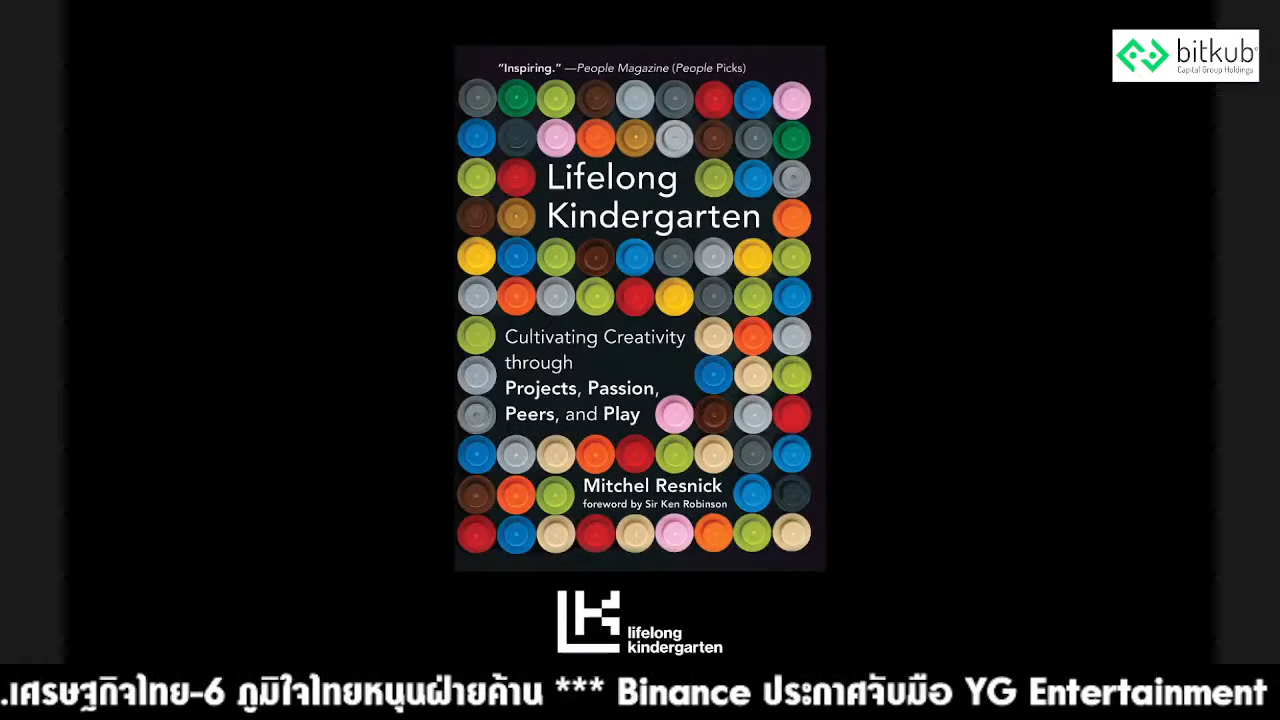 "Inspiring." —People Magazine (People Picks)
bitkub
Capital Group Holdings
Lifelong
Kindergarten
Cultivating Creativity
through
Projects, Passion,
Peers, and Play
Mitchel Resnick
foreword by Sir Ken Robinson
lifelong
kindergarten
.เศรษฐกิจไทย-6 ภูมิใจไทยหนุนฝ่ายค้าน *** Binance ประกาศจับมือ YG Entertainment